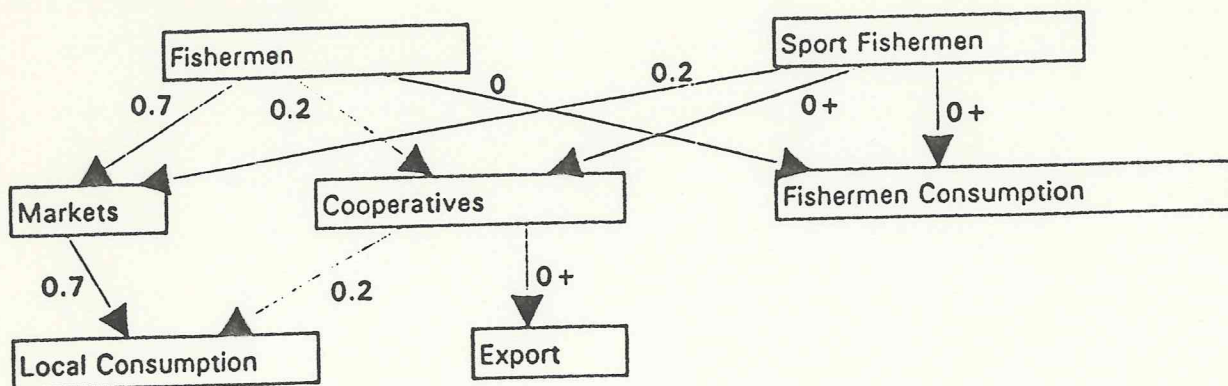 Fishermen
Sport Fishermen
0.7
0.2
0
0.2
0+
0+
Markets
Cooperatives
Fishermen Consumption
0.7
0.2
0+
Local Consumption
Export